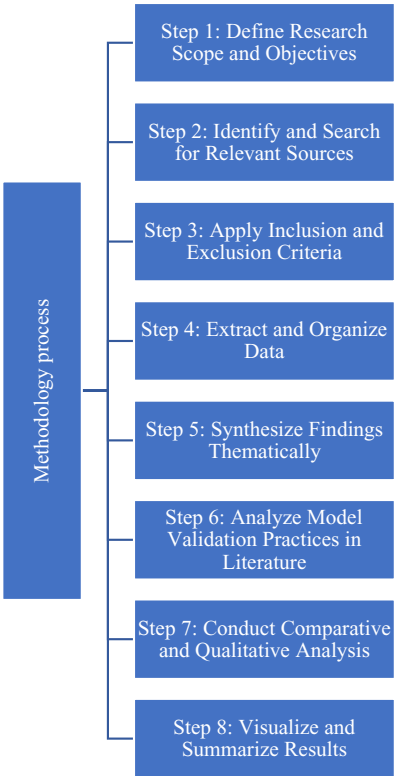 Methodology process
Step 1: Define Research
Scope and Objectives
Step 2: Identify and Search
for Relevant Sources
Step 3: Apply Inclusion and
Exclusion Criteria
Step 4: Extract and Organize
Data
Step 5: Synthesize Findings
Thematically
Step 6: Analyze Model
Validation Practices in
Literature
Step 7: Conduct Comparative
and Qualitative Analysis
Step 8: Visualize and
Summarize Results